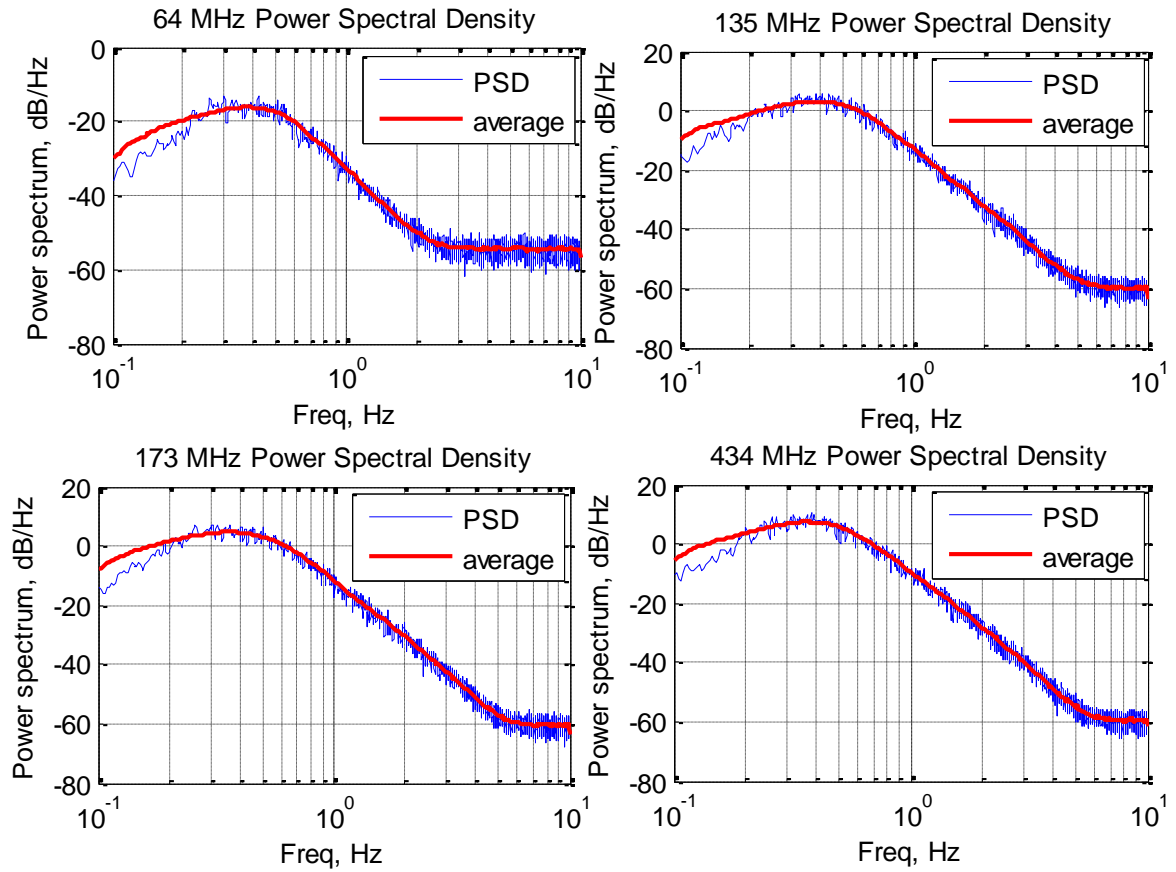 64 MHz Power Spectral Density
Power spectrum, dB/Hz
0
-20
-40
-60
-80
PSD
average
10^-1
10^0
10^1
Freq, Hz
135 MHz Power Spectral Density
Power spectrum, dB/Hz
20
0
-20
-40
-60
-80
PSD
average
10^-1
10^0
10^1
Freq, Hz
173 MHz Power Spectral Density
Power spectrum, dB/Hz
20
0
-20
-40
-60
-80
PSD
average
10^-1
10^0
10^1
Freq, Hz
434 MHz Power Spectral Density
Power spectrum, dB/Hz
20
0
-20
-40
-60
-80
PSD
average
10^-1
10^0
10^1
Freq, Hz